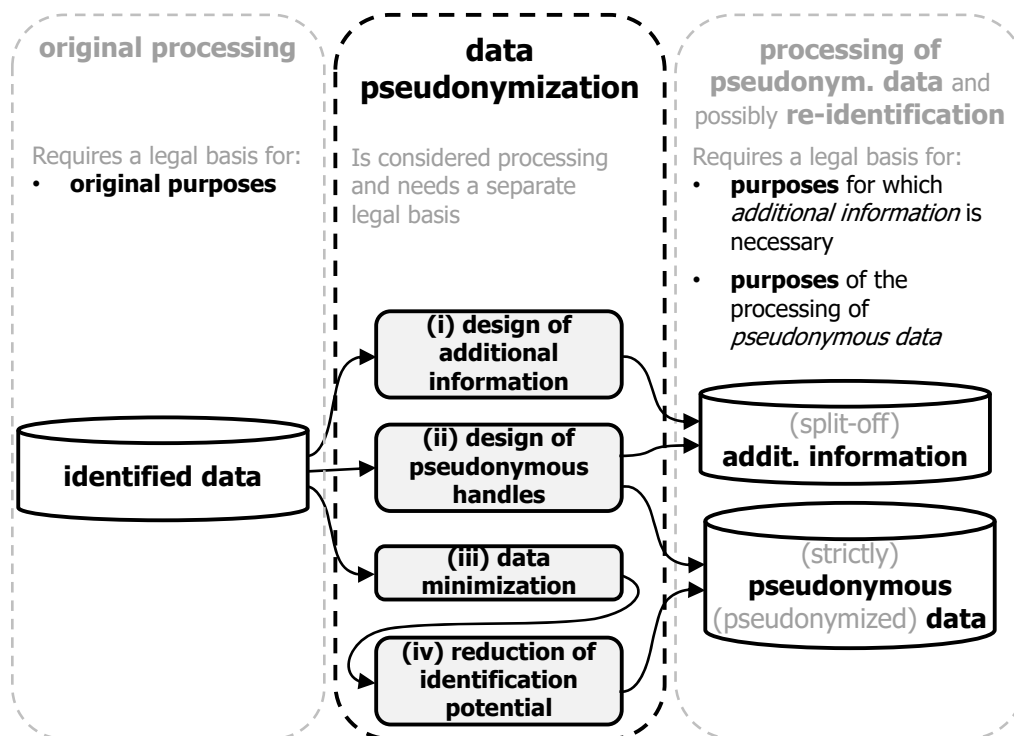 original processing
Requires a legal basis for:
• original purposes
identified data
data
pseudonymization
Is considered processing
and needs a separate
legal basis
(i) design of
additional
information
(ii) design of
pseudonymous
handles
(iii) data
minimization
(iv) reduction of
identification
potential
processing of
pseudonym. data and
possibly re-identification
Requires a legal basis for:
• purposes for which
additional information is
necessary
• purposes of the
processing of
pseudonymous data
(split-off)
addit. information
(strictly)
pseudonymous
(pseudonymized) data